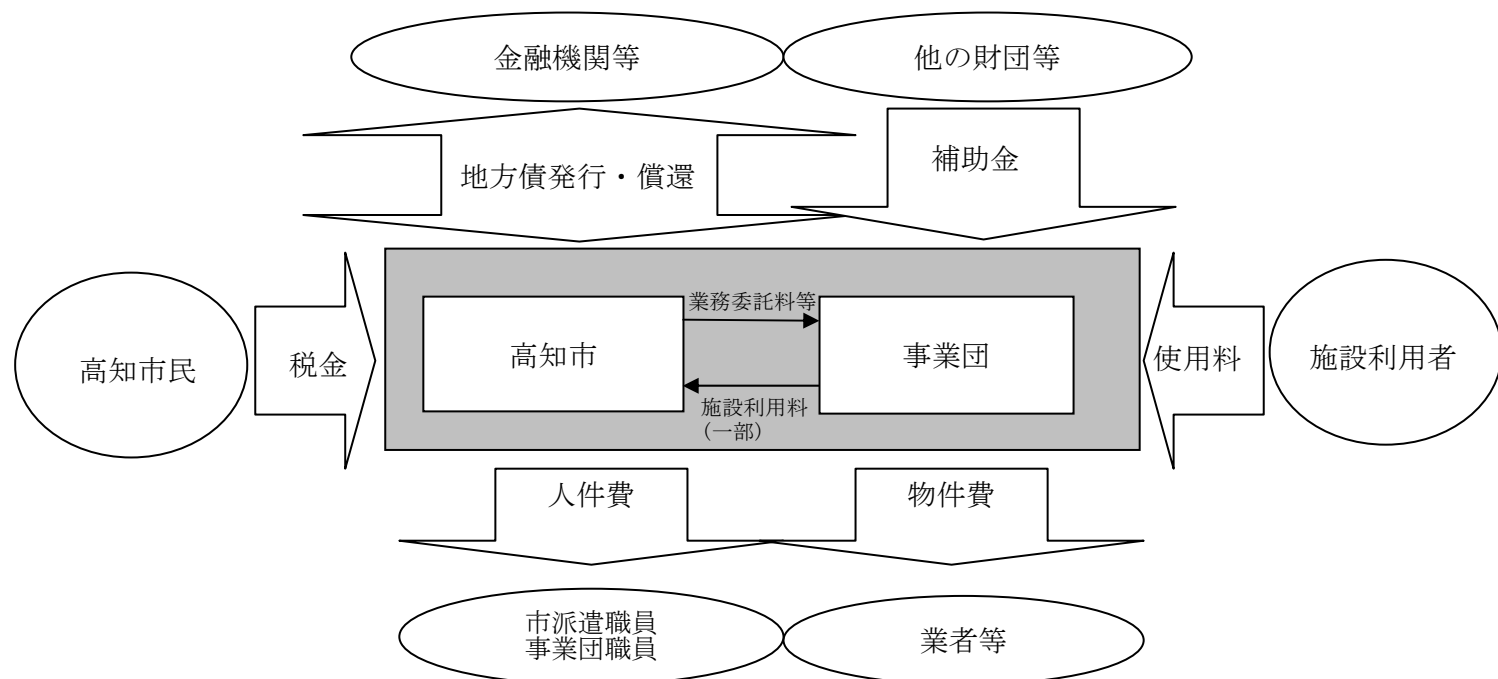 金融機関等
他の財団等
地方債発行・償還
補助金
高知市民
税金
高知市
業務委託料等
事業団
施設利用料
（一部）
使用料
施設利用者
人件費
物件費
市派遣職員
事業団職員
業者等